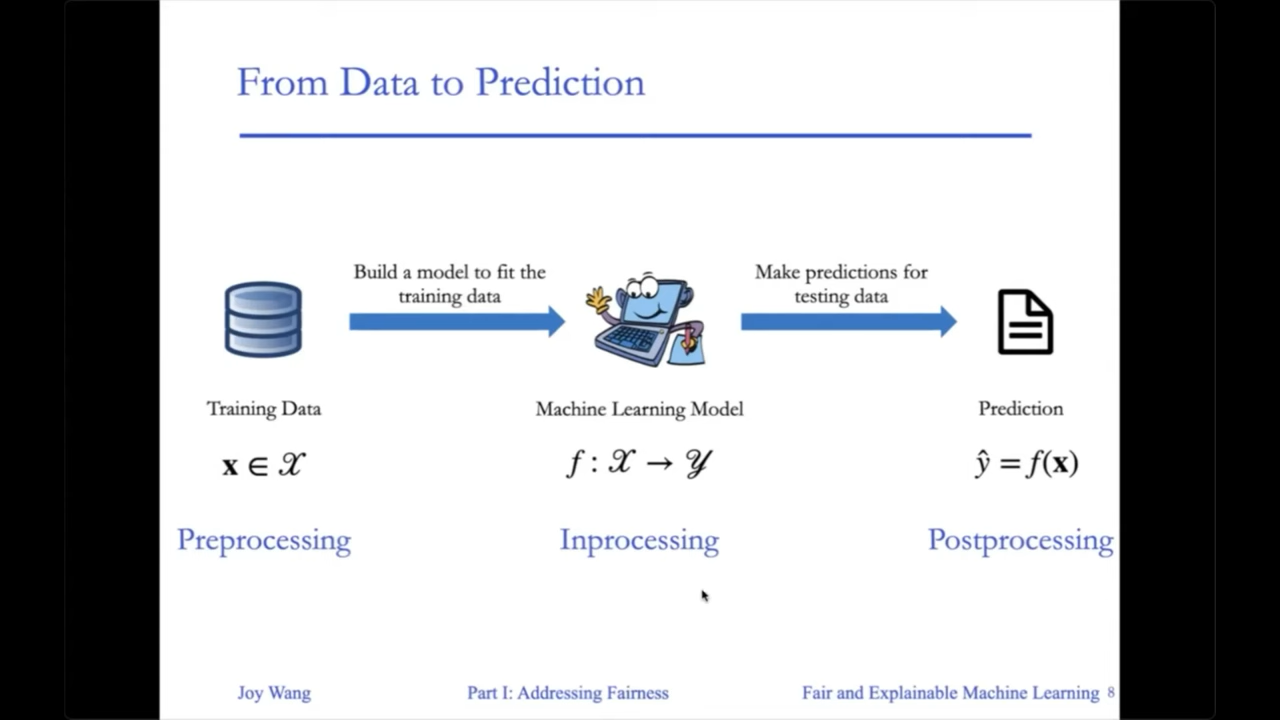 From Data to Prediction
Build a model to fit the
training data
Make predictions for
testing data
Training Data
Machine Learning Model
Prediction
𝐱 ∈ 𝒳
f : 𝒳 → 𝒴
ŷ = f(𝐱)
Preprocessing
Inprocessing
Postprocessing
Joy Wang
Part I: Addressing Fairness
Fair and Explainable Machine Learning 8